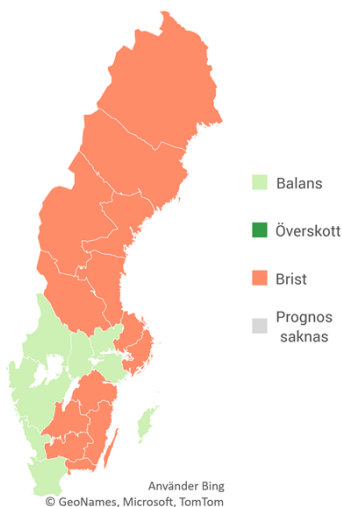 Balans
Överskott
Brist
Prognos
saknas
Använder Bing
© GeoNames, Microsoft, TomTom